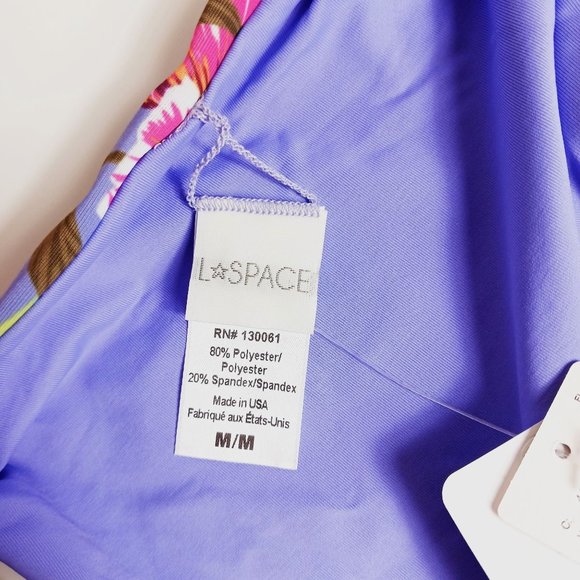 L☆SPACE
RN# 130061
80% Polyester/
Polyester
20% Spandex/Spandex
Made in USA
Fabriqué aux États-Unis
M/M